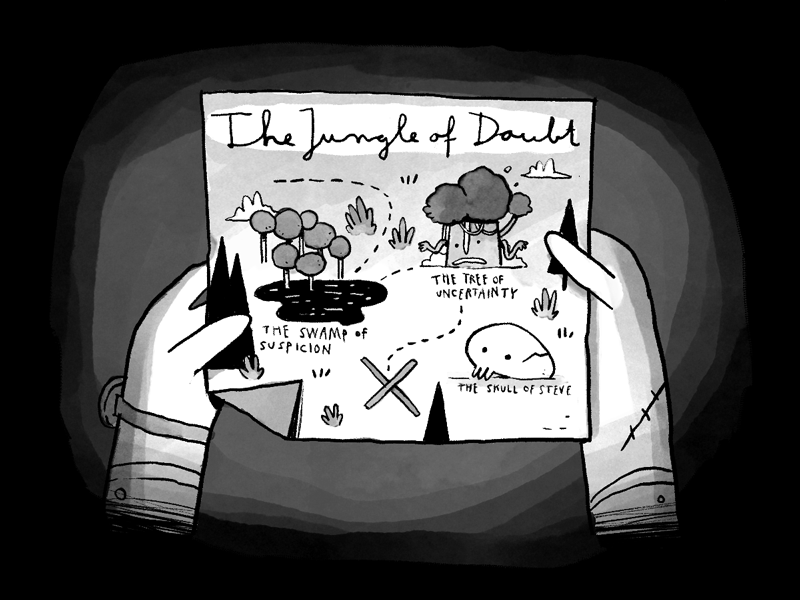 The Jungle of Doubt
THE TREE OF
UNCERTAINTY
THE SWAMP OF
SUSPICION
THE SKULL OF STEVE